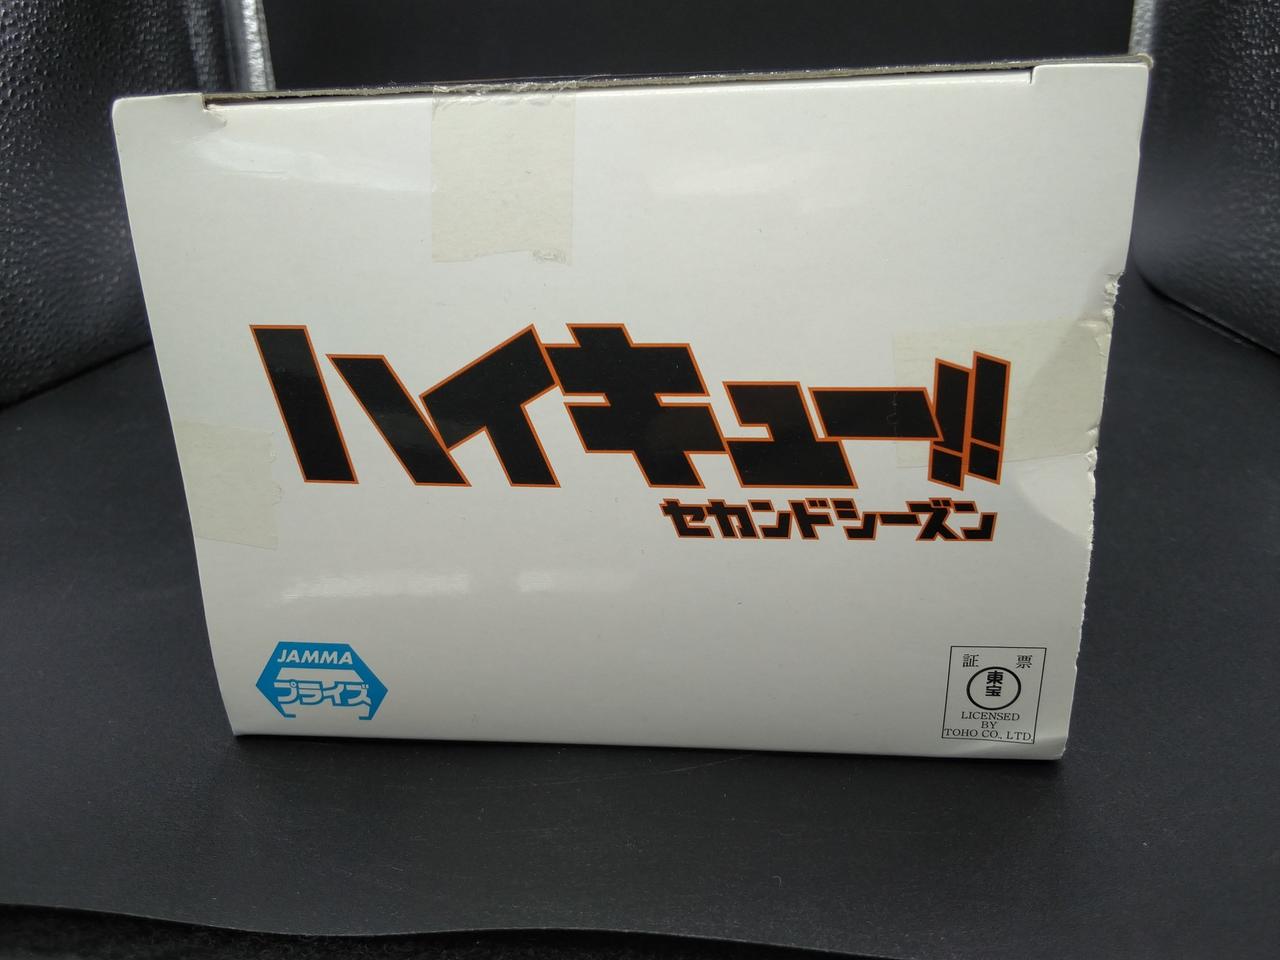 ハイキュー!!
セカンドシーズン
JAMMA
プライズ
証 票
東宝
LICENSED
BY
TOHO CO., LTD